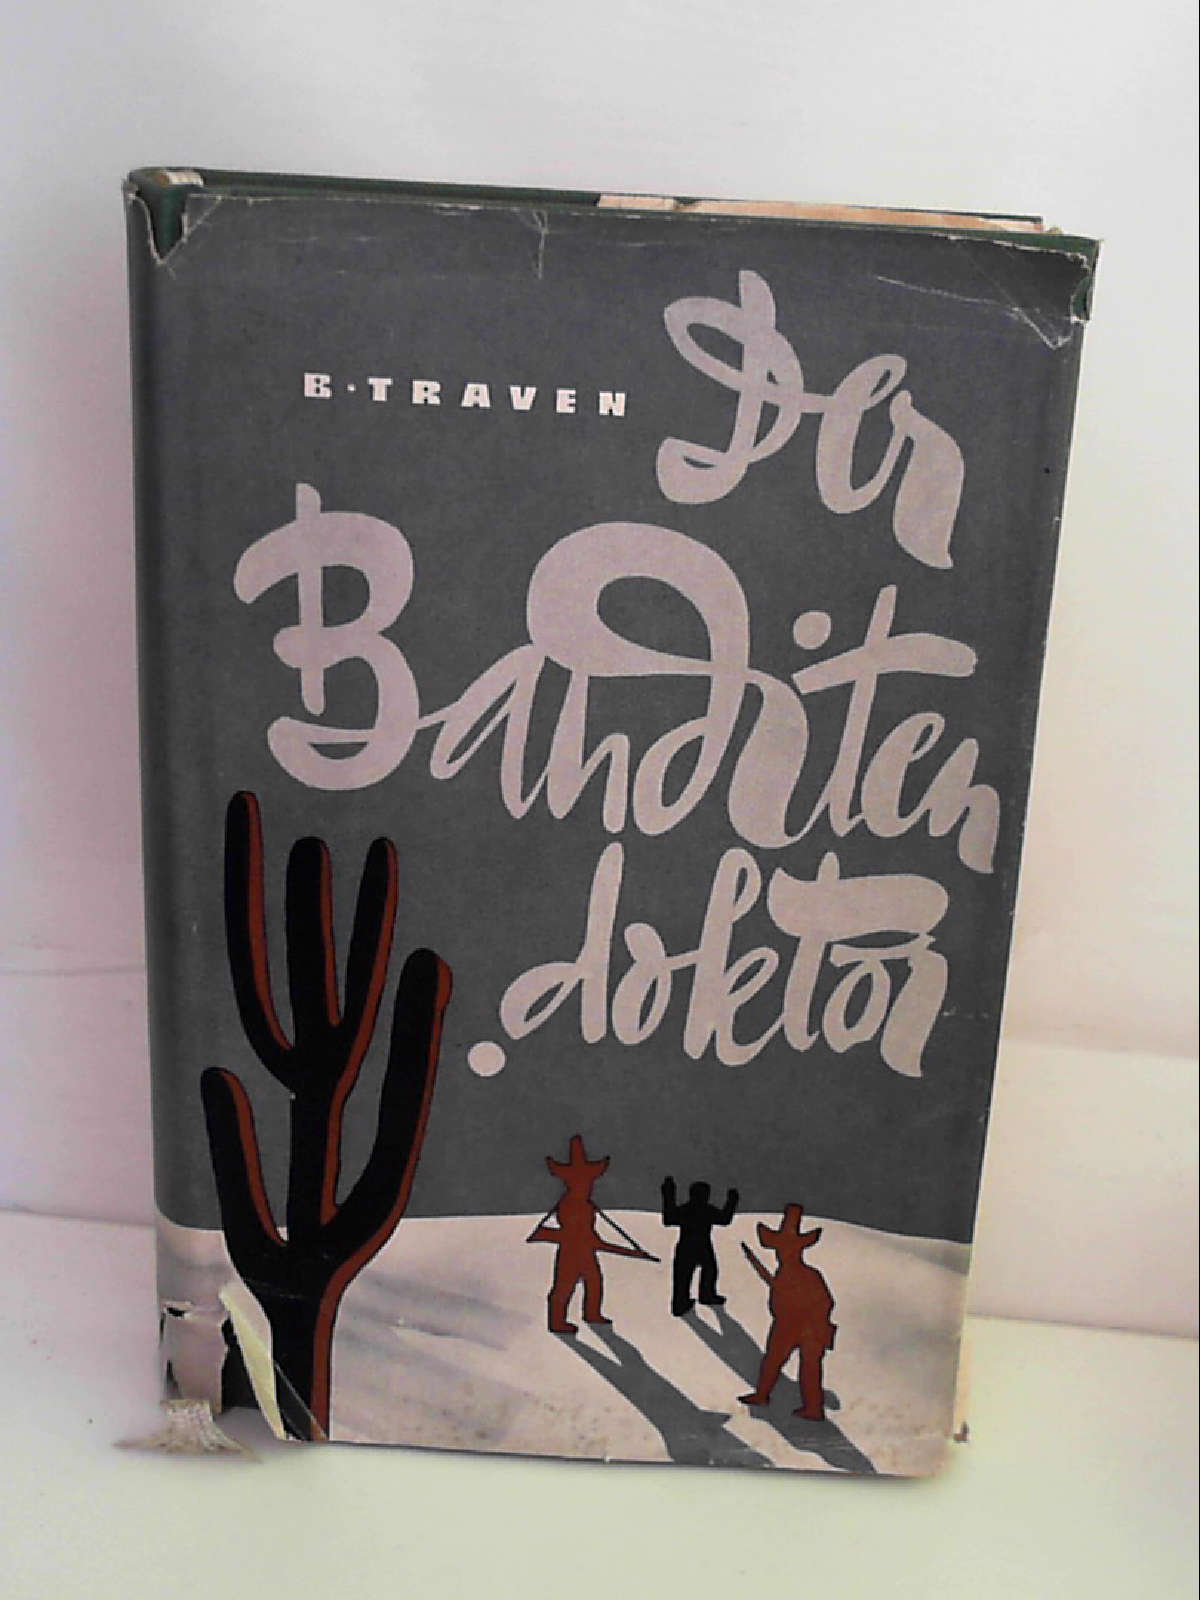 B. TRAVEN
Der
Banditen
doktor